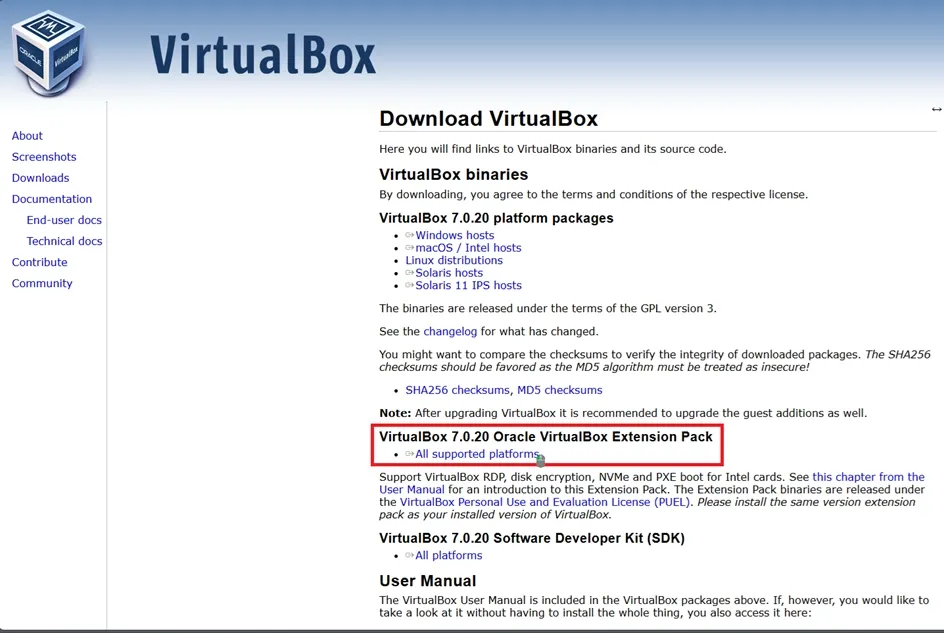 VirtualBox
ORACLE
VirtualBox
About
Screenshots
Downloads
Documentation
End-user docs
Technical docs
Contribute
Community
Download VirtualBox
Here you will find links to VirtualBox binaries and its source code.
VirtualBox binaries
By downloading, you agree to the terms and conditions of the respective license.
VirtualBox 7.0.20 platform packages
Windows hosts
macOS / Intel hosts
Linux distributions
Solaris hosts
Solaris 11 IPS hosts
The binaries are released under the terms of the GPL version 3.
See the changelog for what has changed.
You might want to compare the checksums to verify the integrity of downloaded packages. The SHA256
checksums should be favored as the MD5 algorithm must be treated as insecure!
SHA256 checksums, MD5 checksums
Note: After upgrading VirtualBox it is recommended to upgrade the guest additions as well.
VirtualBox 7.0.20 Oracle VirtualBox Extension Pack
All supported platforms
Support VirtualBox RDP, disk encryption, NVMe and PXE boot for Intel cards. See this chapter from the
User Manual for an introduction to this Extension Pack. The Extension Pack binaries are released under
the VirtualBox Personal Use and Evaluation License (PUEL). Please install the same version extension
pack as your installed version of VirtualBox.
VirtualBox 7.0.20 Software Developer Kit (SDK)
All platforms
User Manual
The VirtualBox User Manual is included in the VirtualBox packages above. If, however, you would like to
take a look at it without having to install the whole thing, you also access it here: